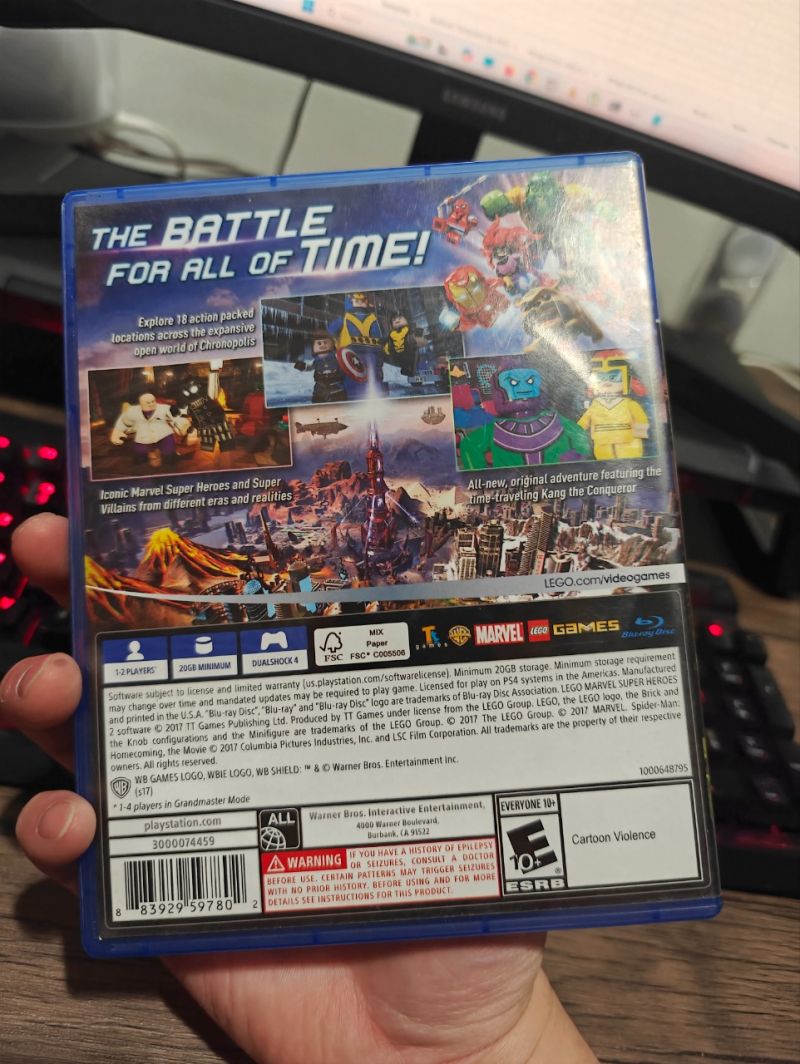 SAMSUNG
THE BATTLE
FOR ALL OF TIME!
Explore 18 action packed
locations across the expansive
open world of Chronopolis
Iconic Marvel Super Heroes and Super
Villains from different eras and realities
All-new, original adventure featuring the
time-traveling Kang the Conqueror
LEGO.com/videogames
1-2 PLAYERS*
20GB MINIMUM
DUALSHOCK 4
FSC
MIX
Paper
FSC® C005506
Tt games
WB
MARVEL
LEGO
GAMES
Blu-ray Disc
Software subject to license and limited warranty (us.playstation.com/softwarelicense). Minimum 20GB storage. Minimum storage requirement
may change over time and mandated updates may be required to play game. Licensed for play on PS4 systems in the Americas. Manufactured
and printed in the U.S.A. "Blu-ray Disc", "Blu-ray" and "Blu-ray Disc" logo are trademarks of Blu-ray Disc Association. LEGO MARVEL SUPER HEROES
2 software © 2017 TT Games Publishing Ltd. Produced by TT Games under license from the LEGO Group. LEGO, the LEGO logo, the Brick and
the Knob configurations and the Minifigure are trademarks of the LEGO Group. © 2017 The LEGO Group. © 2017 MARVEL. Spider-Man:
Homecoming, the Movie © 2017 Columbia Pictures Industries, Inc. and LSC Film Corporation. All trademarks are the property of their respective
owners. All rights reserved.
WB GAMES LOGO, WBIE LOGO, WB SHIELD: ™ & © Warner Bros. Entertainment Inc.
(s17)
1000648795
* 1-4 players in Grandmaster Mode
playstation.com
3000074459
8 83929 59780 2
ALL
Warner Bros. Interactive Entertainment,
4000 Warner Boulevard,
Burbank, CA 91522
WARNING
IF YOU HAVE A HISTORY OF EPILEPSY
OR SEIZURES, CONSULT A DOCTOR
BEFORE USE. CERTAIN PATTERNS MAY TRIGGER SEIZURES
WITH NO PRIOR HISTORY. BEFORE USING AND FOR MORE
DETAILS SEE INSTRUCTIONS FOR THIS PRODUCT.
EVERYONE 10+
E
10+
ESRB
Cartoon Violence